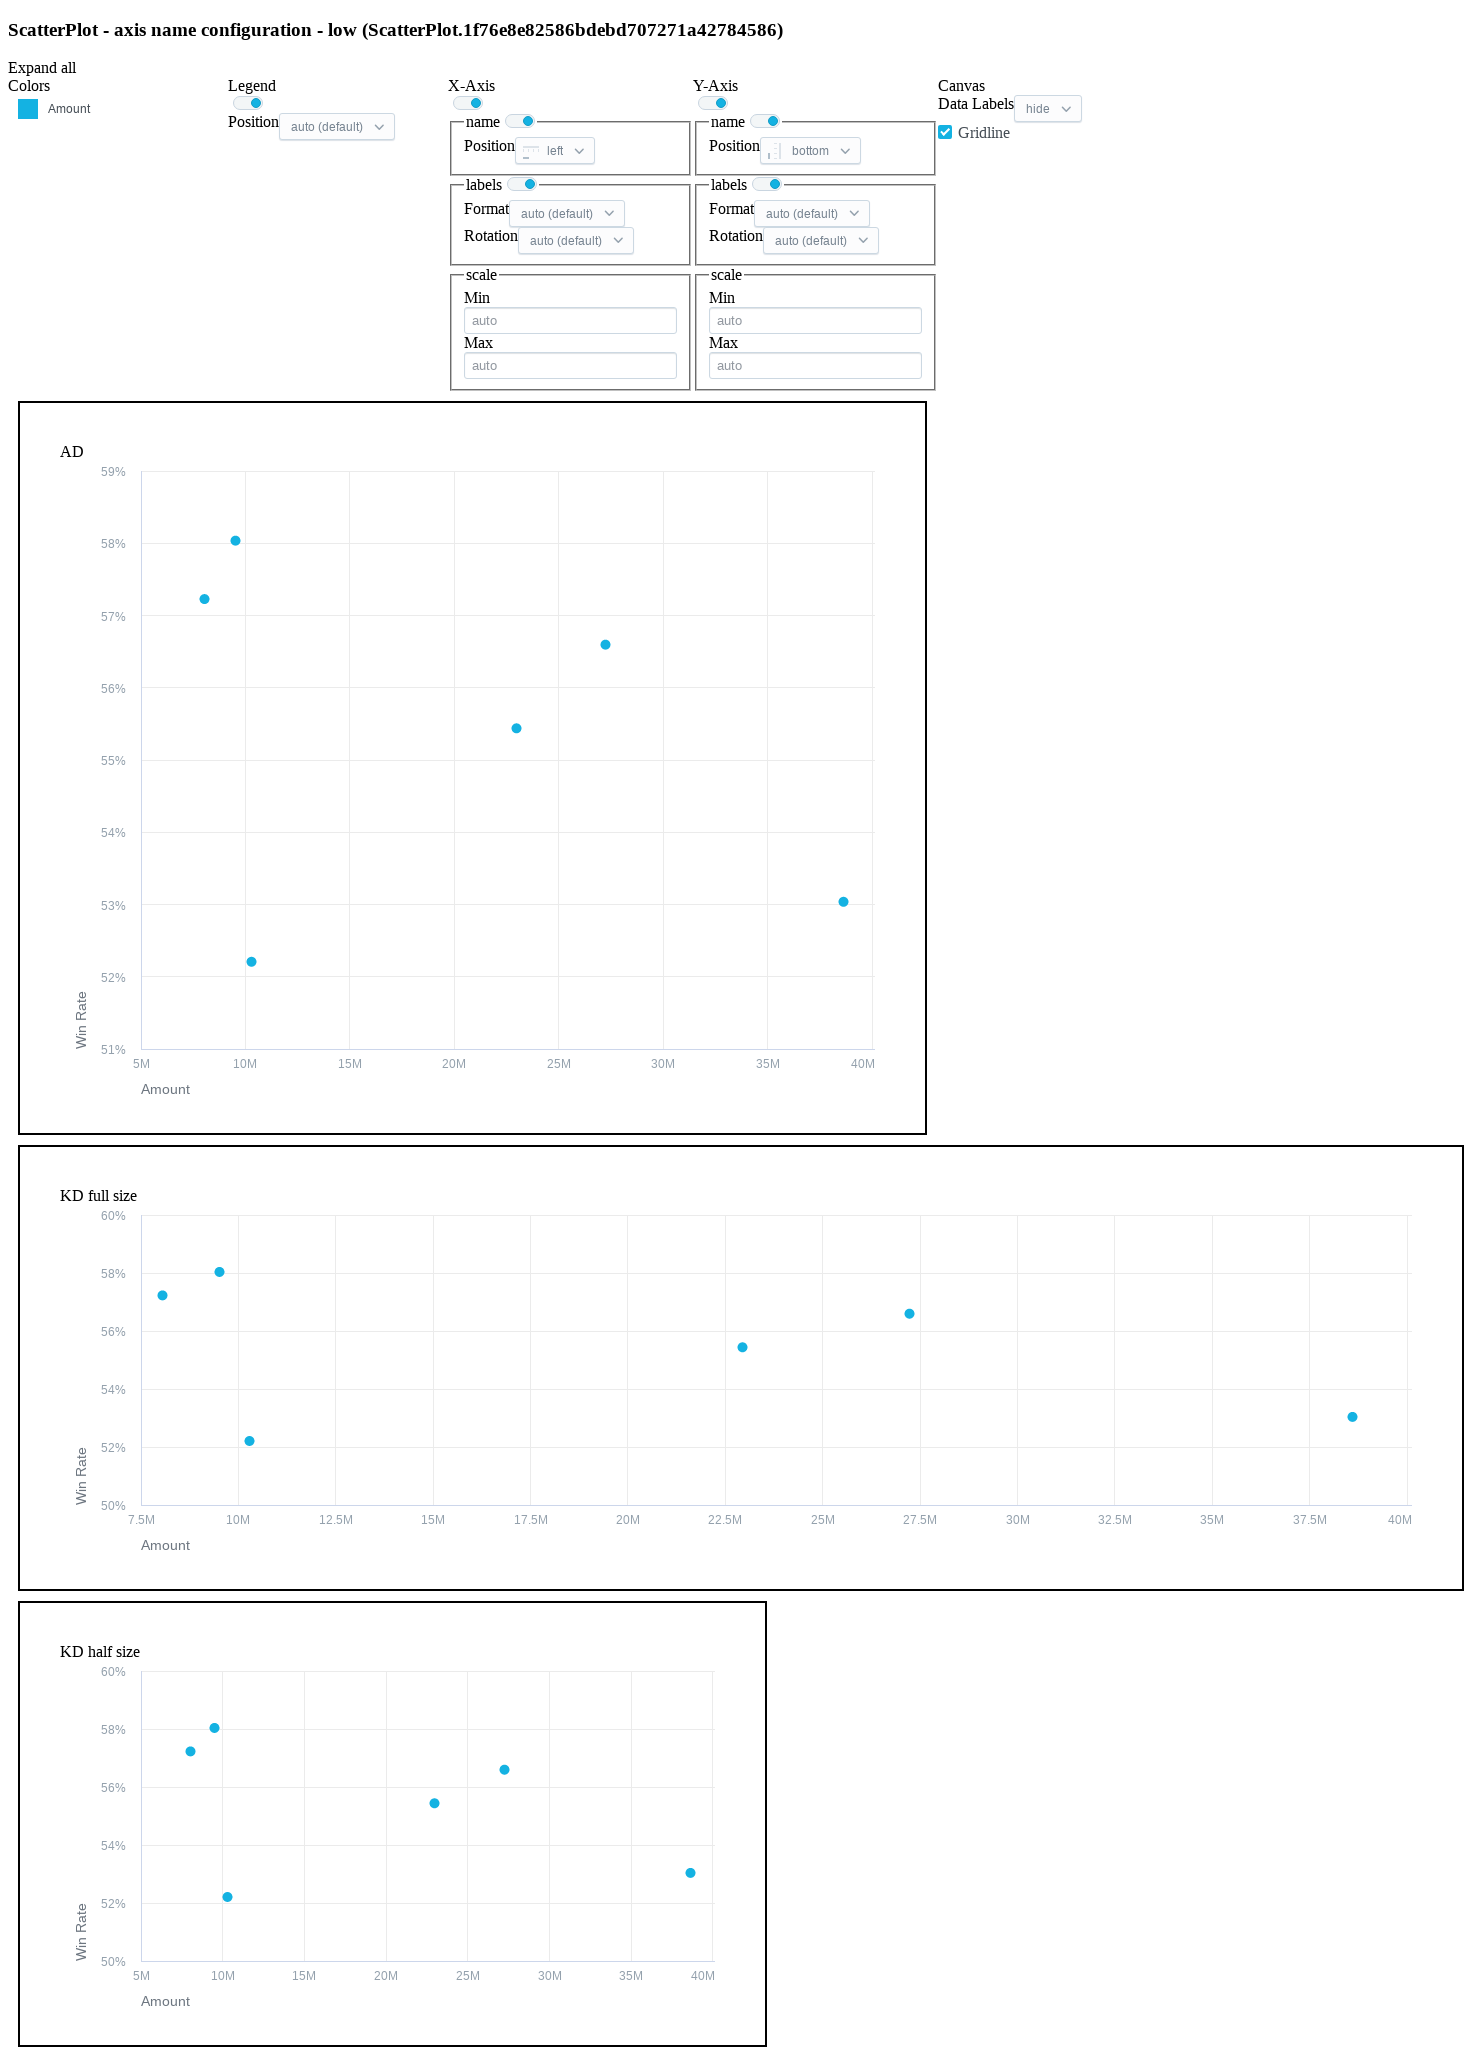 ScatterPlot - axis name configuration - low (ScatterPlot.1f76e8e82586bdebd707271a42784586)
Expand all
Colors
Amount
Legend
Position auto (default)
X-Axis
name
Position left
labels
Format auto (default)
Rotation auto (default)
scale
Min
auto
Max
auto
Y-Axis
name
Position bottom
labels
Format auto (default)
Rotation auto (default)
scale
Min
auto
Max
auto
Canvas
Data Labels hide
Gridline
AD
59%
58%
57%
56%
55%
54%
53%
52%
51%
Win Rate
5M 10M 15M 20M 25M 30M 35M 40M
Amount
KD full size
60%
58%
56%
54%
52%
50%
Win Rate
7.5M 10M 12.5M 15M 17.5M 20M 22.5M 25M 27.5M 30M 32.5M 35M 37.5M 40M
Amount
KD half size
60%
58%
56%
54%
52%
50%
Win Rate
5M 10M 15M 20M 25M 30M 35M 40M
Amount